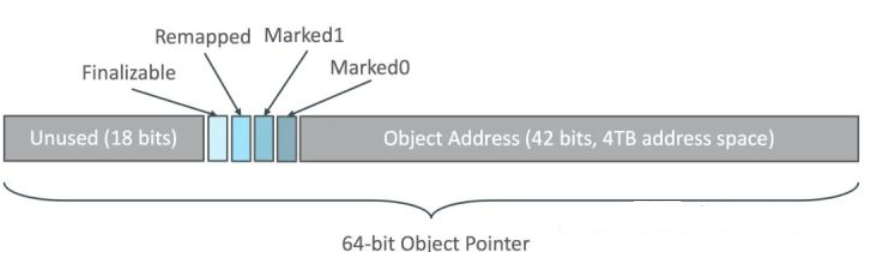 Remapped Marked1
Finalizable Marked0
Unused (18 bits) Object Address (42 bits, 4TB address space)
64-bit Object Pointer